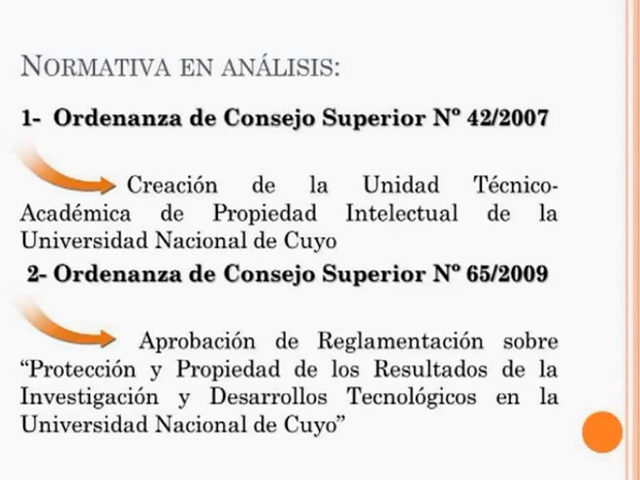 NORMATIVA EN ANÁLISIS:
1- Ordenanza de Consejo Superior Nº 42/2007
Creación de la Unidad Técnico-
Académica de Propiedad Intelectual de la
Universidad Nacional de Cuyo
2- Ordenanza de Consejo Superior Nº 65/2009
Aprobación de Reglamentación sobre
“Protección y Propiedad de los Resultados de la
Investigación y Desarrollos Tecnológicos en la
Universidad Nacional de Cuyo”